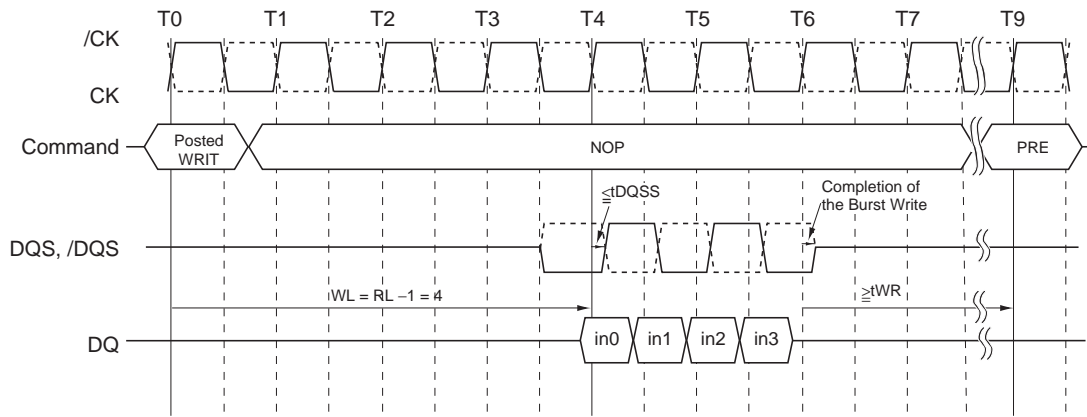 T0 T1 T2 T3 T4 T5 T6 T7 T9
/CK
CK
Command
Posted
WRIT
NOP
PRE
≦tDQSS
Completion of
the Burst Write
DQS, /DQS
WL = RL –1 = 4
≧tWR
DQ
in0 in1 in2 in3